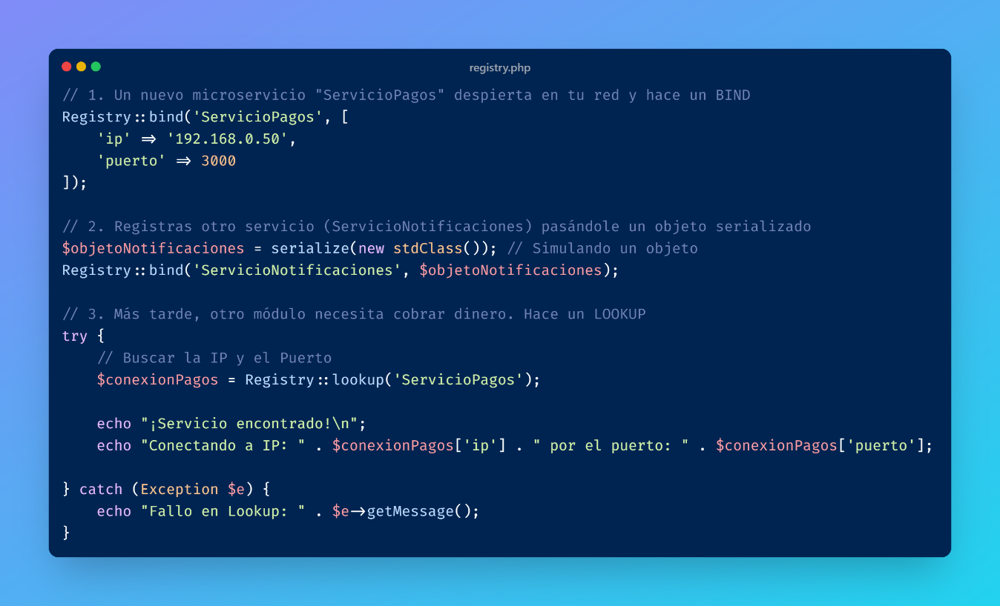 registry.php
// 1. Un nuevo microservicio "ServicioPagos" despierta en tu red y hace un BIND
Registry::bind('ServicioPagos', [
    'ip' => '192.168.0.50',
    'puerto' => 3000
]);
// 2. Registras otro servicio (ServicioNotificaciones) pasándole un objeto serializado
$objetoNotificaciones = serialize(new stdClass()); // Simulando un objeto
Registry::bind('ServicioNotificaciones', $objetoNotificaciones);
// 3. Más tarde, otro módulo necesita cobrar dinero. Hace un LOOKUP
try {
    // Buscar la IP y el Puerto
    $conexionPagos = Registry::lookup('ServicioPagos');
    echo "¡Servicio encontrado!\n";
    echo "Conectando a IP: " . $conexionPagos['ip'] . " por el puerto: " . $conexionPagos['puerto'];
} catch (Exception $e) {
    echo "Fallo en Lookup: " . $e->getMessage();
}